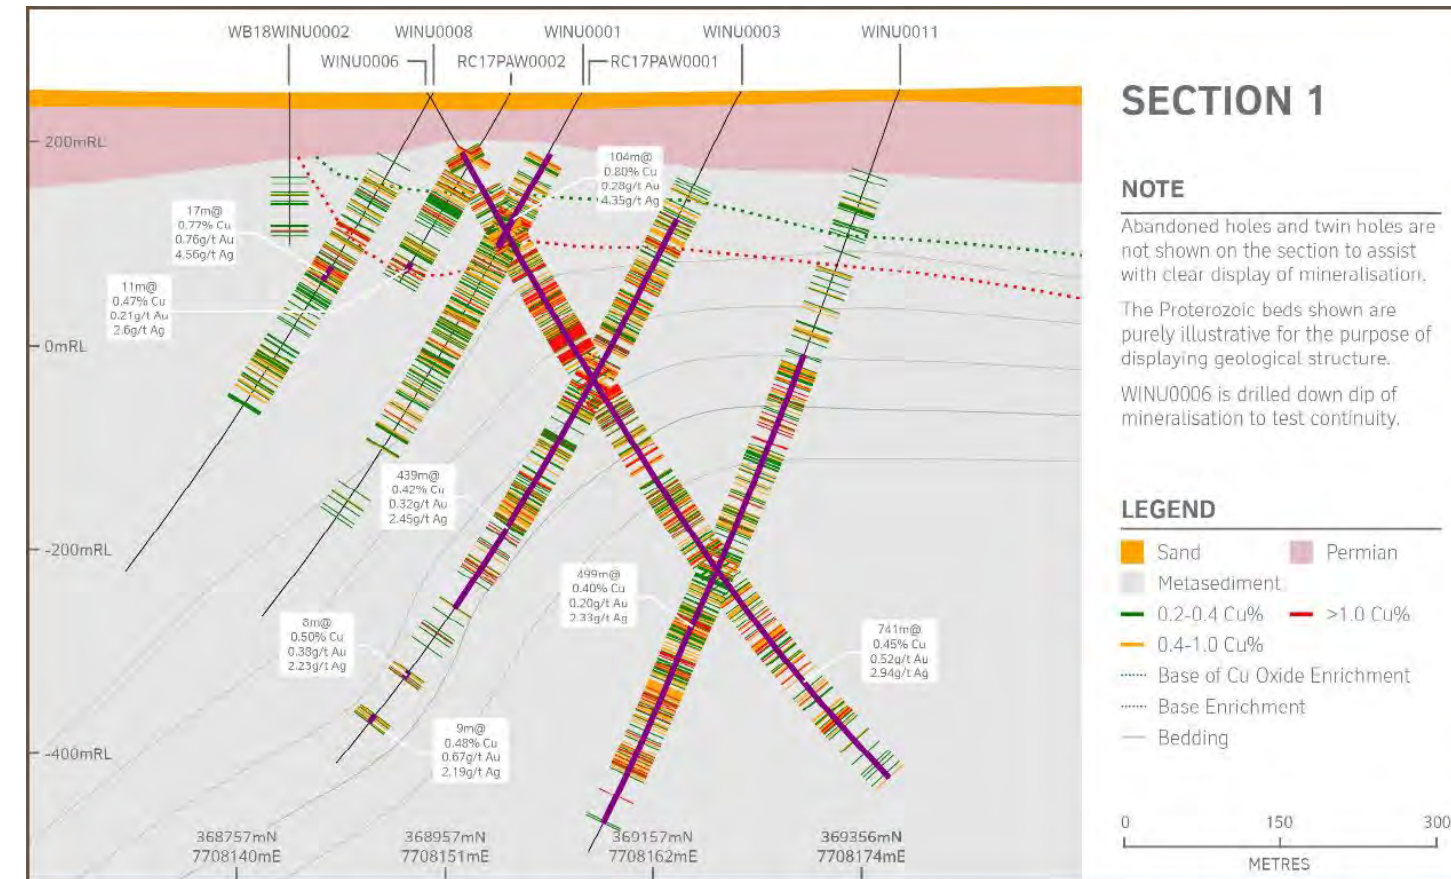 WB18WINU0002
WINU0008
WINU0001
WINU0003
WINU0011
WINU0006
RC17PAW0002
RC17PAW0001
200mRL
0mRL
-200mRL
-400mRL
104m@
0.80% Cu
0.28g/t Au
4.35g/t Ag
17m@
0.77% Cu
0.76g/t Au
4.56g/t Ag
11m@
0.47% Cu
0.21g/t Au
2.6g/t Ag
439m@
0.42% Cu
0.32g/t Au
2.45g/t Ag
499m@
0.40% Cu
0.20g/t Au
2.33g/t Ag
8m@
0.50% Cu
0.38g/t Au
2.23g/t Ag
741m@
0.45% Cu
0.52g/t Au
2.94g/t Ag
9m@
0.48% Cu
0.67g/t Au
2.19g/t Ag
368757mN
7708140mE
368957mN
7708151mE
369157mN
7708162mE
369356mN
7708174mE
SECTION 1
NOTE
Abandoned holes and twin holes are
not shown on the section to assist
with clear display of mineralisation.
The Proterozoic beds shown are
purely illustrative for the purpose of
displaying geological structure.
WINU0006 is drilled down dip of
mineralisation to test continuity.
LEGEND
Sand
Permian
Metasediment
0.2-0.4 Cu%
>1.0 Cu%
0.4-1.0 Cu%
Base of Cu Oxide Enrichment
Base Enrichment
Bedding
0 150 300
METRES